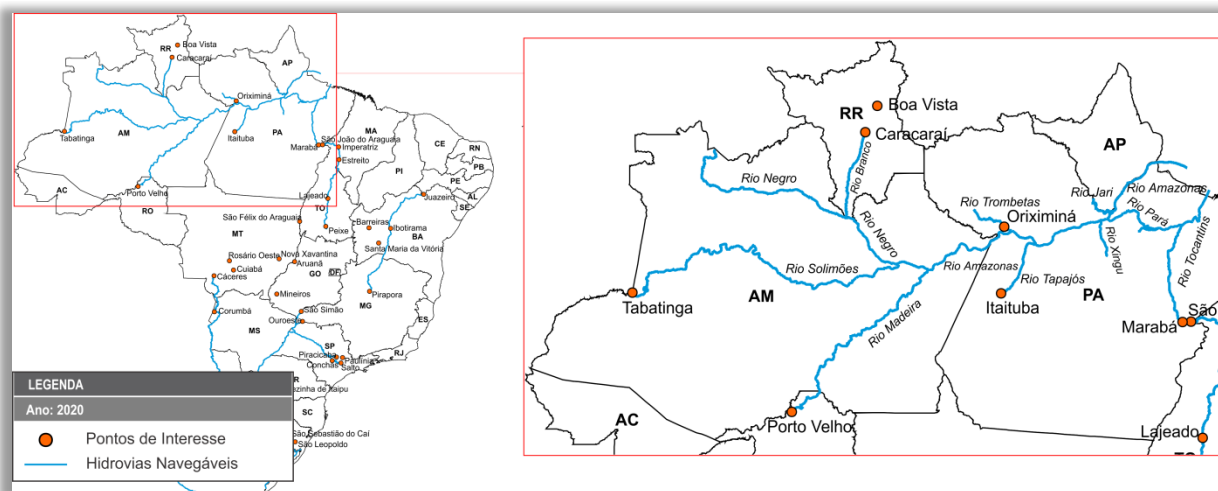 Boa Vista
RR
Caracaraí
AP
Oriximiná
Tabatinga
AM
Itaituba
PA
São João do Araguaia
Marabá
Imperatriz
MA
Estreito
CE
RN
PB
PI
PE
AL
SE
AC
Porto Velho
RO
Lajeado
TO
Juazeiro
São Félix do Araguaia
Peixe
Barreiras
Ibotirama
BA
MT
Santa Maria da Vitória
Rosário Oeste
Nova Xavantina
Cuiabá
Aruanã
GO
DF
Cáceres
Mineiros
Pirapora
MG
Corumbá
São Simão
Ouroeste
ES
MS
SP
RJ
Piracicaba
Paulínia
Conchas
Salto
R
ezinha de Itaipu
SC
São Sebastião do Caí
São Leopoldo
LEGENDA
Ano: 2020
Pontos de Interesse
Hidrovias Navegáveis
Boa Vista
RR
Caracaraí
AP
Rio Branco
Rio Negro
Rio Jari
Rio Amazonas
Rio Trombetas
Rio Pará
Oriximiná
Rio Negro
Rio Xingu
Rio Tocantins
Rio Solimões
Rio Amazonas
Rio Tapajós
Tabatinga
AM
Itaituba
PA
São
Marabá
Rio Madeira
AC
Porto Velho
Lajeado